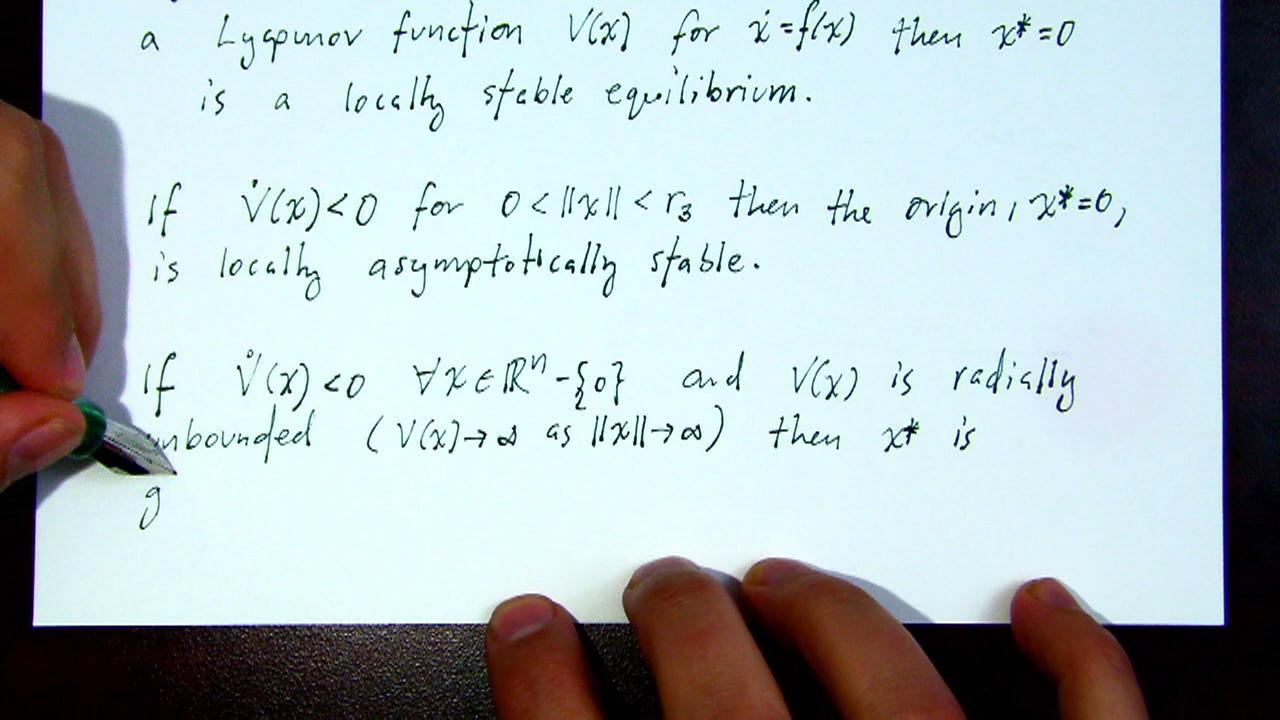 a Lyapunov function V(x) for ẋ=f(x) then x*=0
is a locally stable equilibrium.
If V̇(x)<0 for 0<||x||<r₃ then the origin, x*=0,
is locally asymptotically stable.
If V̇(x)<0 ∀x∈ℝⁿ-{0} and V(x) is radially
unbounded (V(x)→∞ as ||x||→∞) then x* is
g